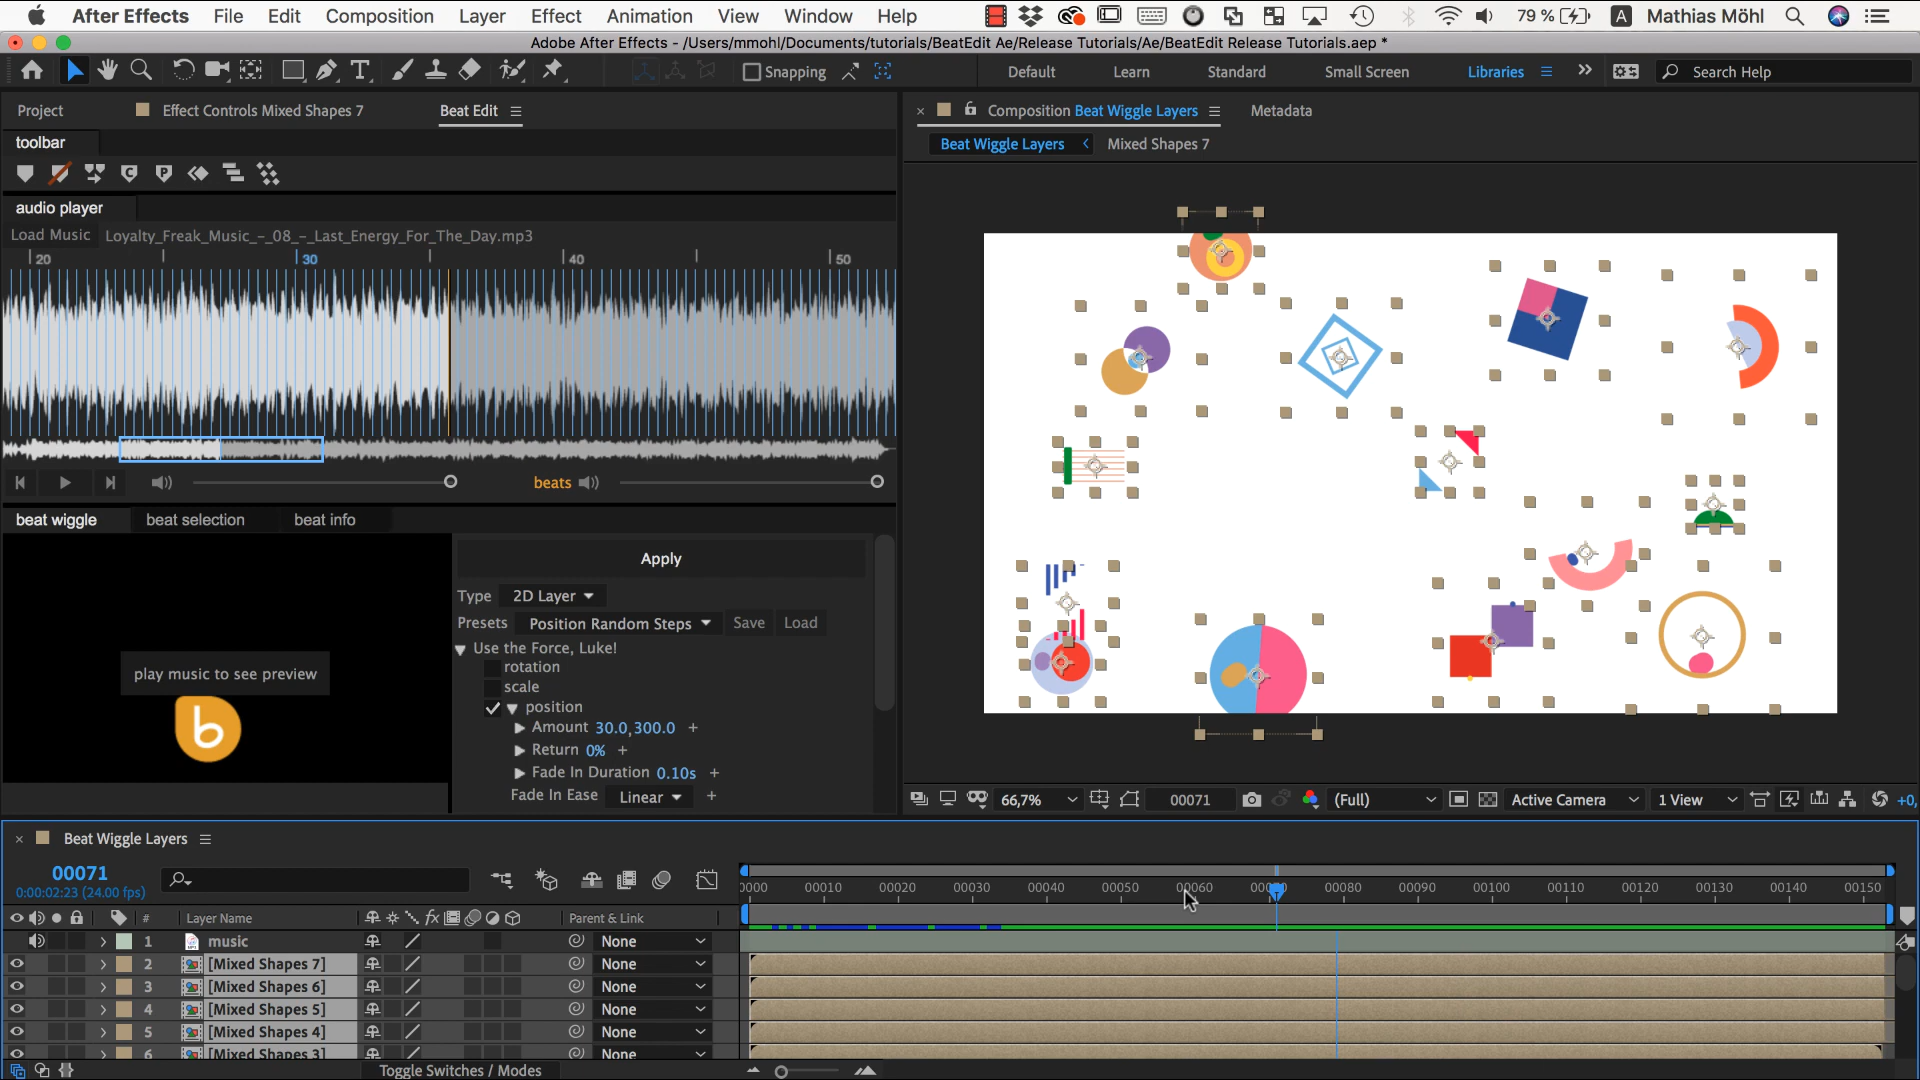 After Effects File Edit Composition Layer Effect Animation View Window Help 79 % A Mathias Möhl
Adobe After Effects - /Users/mmohl/Documents/tutorials/BeatEdit Ae/Release Tutorials/Ae/BeatEdit Release Tutorials.aep *
T Snapping Default Learn Standard Small Screen Libraries Search Help
Project Effect Controls Mixed Shapes 7 Beat Edit
Composition Beat Wiggle Layers Metadata
toolbar
Beat Wiggle Layers Mixed Shapes 7
C P
audio player
Load Music Loyalty_Freak_Music_-_08_-_Last_Energy_For_The_Day.mp3
20 30 40 50
beats
beat wiggle beat selection beat info
Apply
Type 2D Layer
Presets Position Random Steps Save Load
Use the Force, Luke!
rotation
scale
position
Amount 30.0,300.0 +
Return 0% +
Fade In Duration 0.10s +
Fade In Ease Linear +
play music to see preview
b
66,7% 00071 (Full) Active Camera 1 View +0,
Beat Wiggle Layers
00071
0:00:02:23 (24.00 fps)
0000 00010 00020 00030 00040 00050 00060 00080 00090 00100 00110 00120 00130 00140 00150
# Layer Name fx Parent & Link
1 music None
2 [Mixed Shapes 7] None
3 [Mixed Shapes 6] None
4 [Mixed Shapes 5] None
5 [Mixed Shapes 4] None
6 [Mixed Shapes 3] None
Toggle Switches / Modes